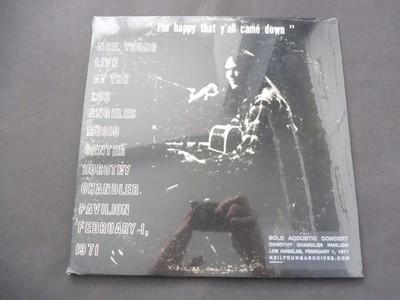 I'm happy that y'all came down "
NEIL YOUNG
LIVE
AT THE
LOS
ANGELES
MUSIC
CENTER
DOROTHY
CHANDLER
PAVILION
FEBRUARY-1,
1971
SOLO ACOUSTIC CONCERT
DOROTHY CHANDLER PAVILION
LOS ANGELES, FEBRUARY 1, 1971
NEILYOUNGARCHIVES.COM